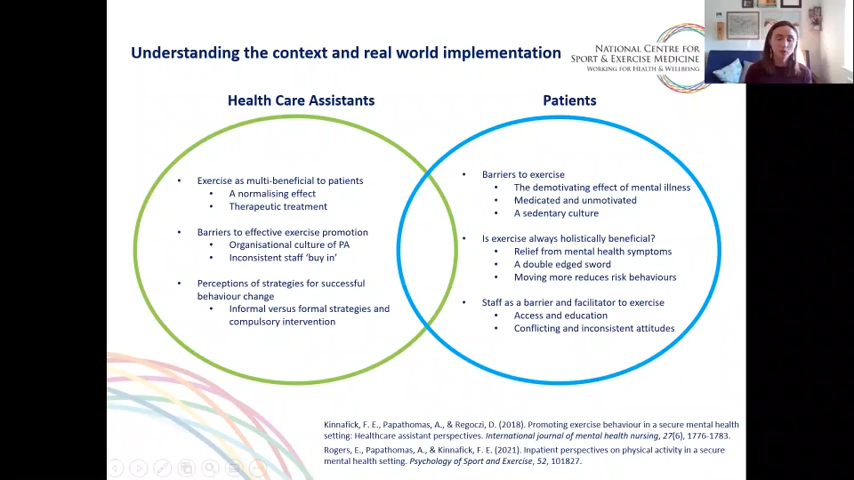 Understanding the context and real world implementation
NATIONAL CENTRE FOR
SPORT & EXERCISE MEDICINE
WORKING FOR HEALTH & WELLBEING
Health Care Assistants
• Exercise as multi-beneficial to patients
• A normalising effect
• Therapeutic treatment
• Barriers to effective exercise promotion
• Organisational culture of PA
• Inconsistent staff 'buy in'
• Perceptions of strategies for successful
behaviour change
• Informal versus formal strategies and
compulsory intervention
Patients
• Barriers to exercise
• The demotivating effect of mental illness
• Medicated and unmotivated
• A sedentary culture
• Is exercise always holistically beneficial?
• Relief from mental health symptoms
• A double edged sword
• Moving more reduces risk behaviours
• Staff as a barrier and facilitator to exercise
• Access and education
• Conflicting and inconsistent attitudes
Kinnafick, F. E., Papathomas, A., & Regoczi, D. (2018). Promoting exercise behaviour in a secure mental health
setting: Healthcare assistant perspectives. International journal of mental health nursing, 27(6), 1776-1783.
Rogers, E., Papathomas, A., & Kinnafick, F. E. (2021). Inpatient perspectives on physical activity in a secure
mental health setting. Psychology of Sport and Exercise, 52, 101827.